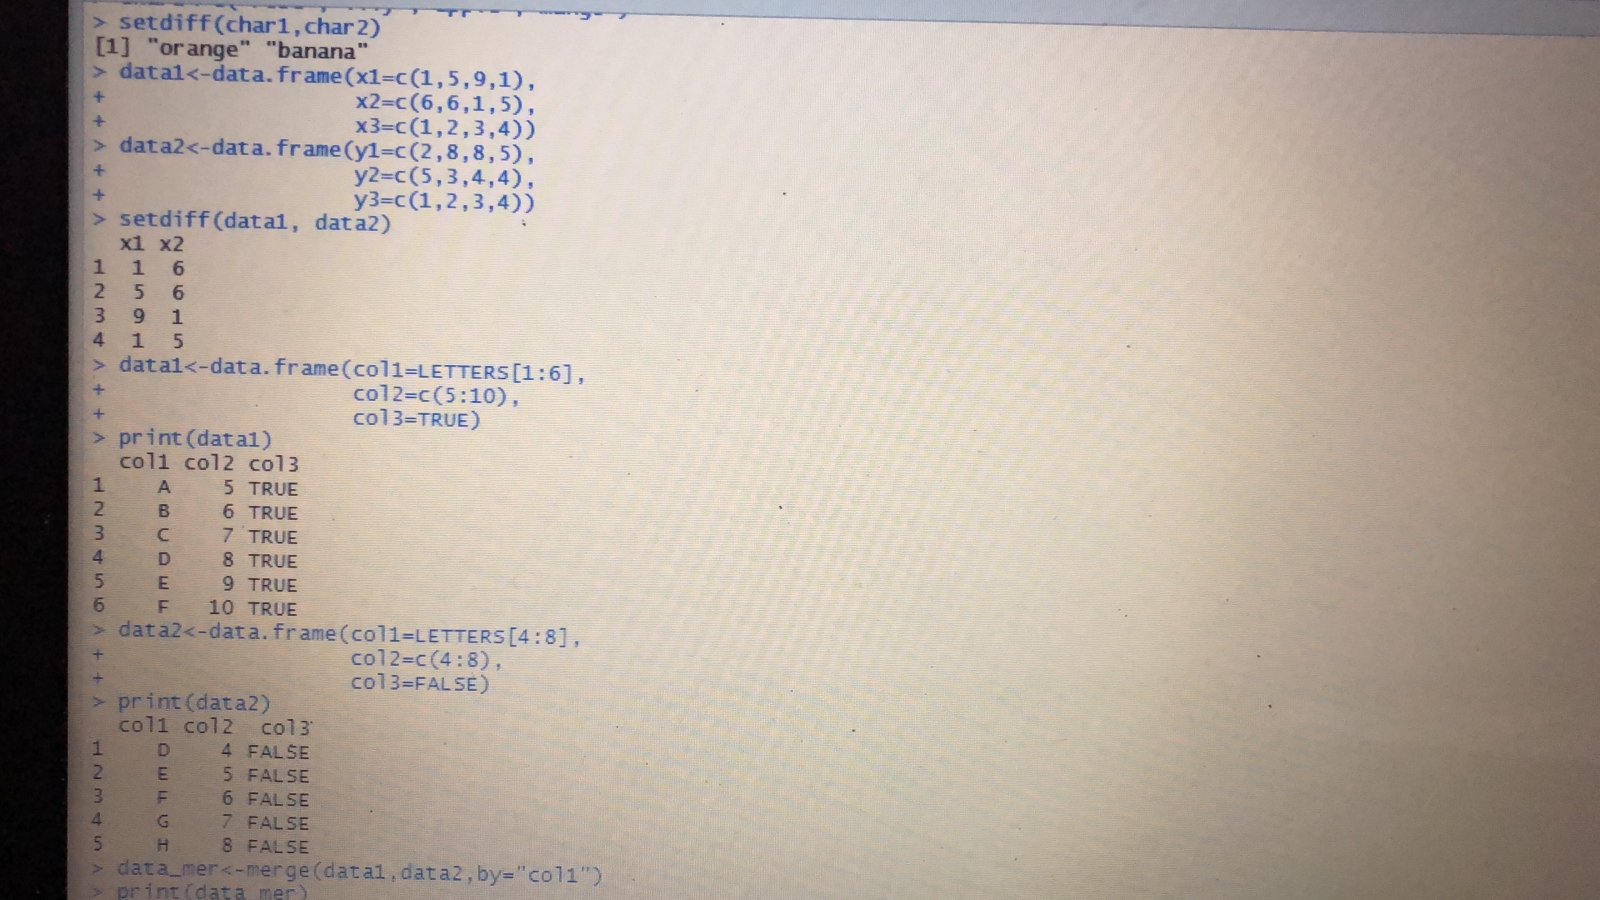 > setdiff(char1,char2)
[1] "orange" "banana"
> data1<-data.frame(x1=c(1,5,9,1),
+ x2=c(6,6,1,5),
+ x3=c(1,2,3,4))
> data2<-data.frame(y1=c(2,8,8,5),
+ y2=c(5,3,4,4),
+ y3=c(1,2,3,4))
> setdiff(data1, data2)
x1 x2
1 1 6
2 5 6
3 9 1
4 1 5
> data1<-data.frame(col1=LETTERS[1:6],
+ col2=c(5:10),
+ col3=TRUE)
> print(data1)
col1 col2 col3
1 A 5 TRUE
2 B 6 TRUE
3 C 7 TRUE
4 D 8 TRUE
5 E 9 TRUE
6 F 10 TRUE
> data2<-data.frame(col1=LETTERS[4:8],
+ col2=c(4:8),
+ col3=FALSE)
> print(data2)
col1 col2 col3
1 D 4 FALSE
2 E 5 FALSE
3 F 6 FALSE
4 G 7 FALSE
5 H 8 FALSE
> data_mer<-merge(data1,data2,by="col1")
> print(data_mer)